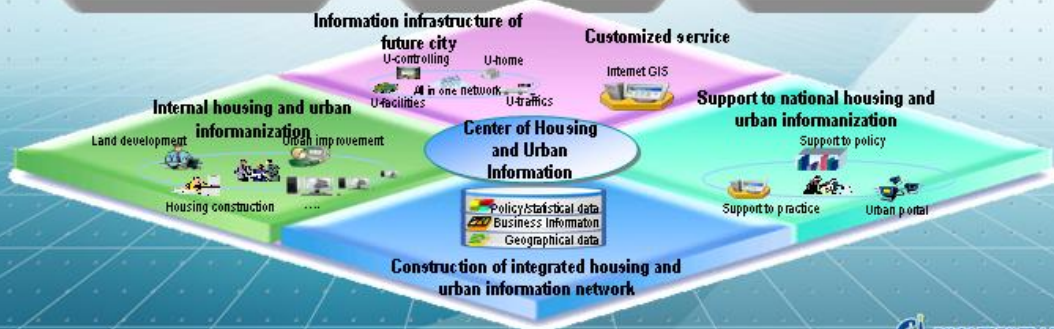 Information infrastructure of
future city
U-controlling
U-home
All in one network
U-facilities
U-traffics
Customized service
Internet GIS
Internal housing and urban
informanization
Land development
Urban improvement
Housing construction
....
Center of Housing
and Urban
Information
Support to national housing and
urban informanization
Support to policy
Support to practice
Urban portal
Policy/statistical data
Business Informaton
Geographical data
Construction of integrated housing and
urban information network